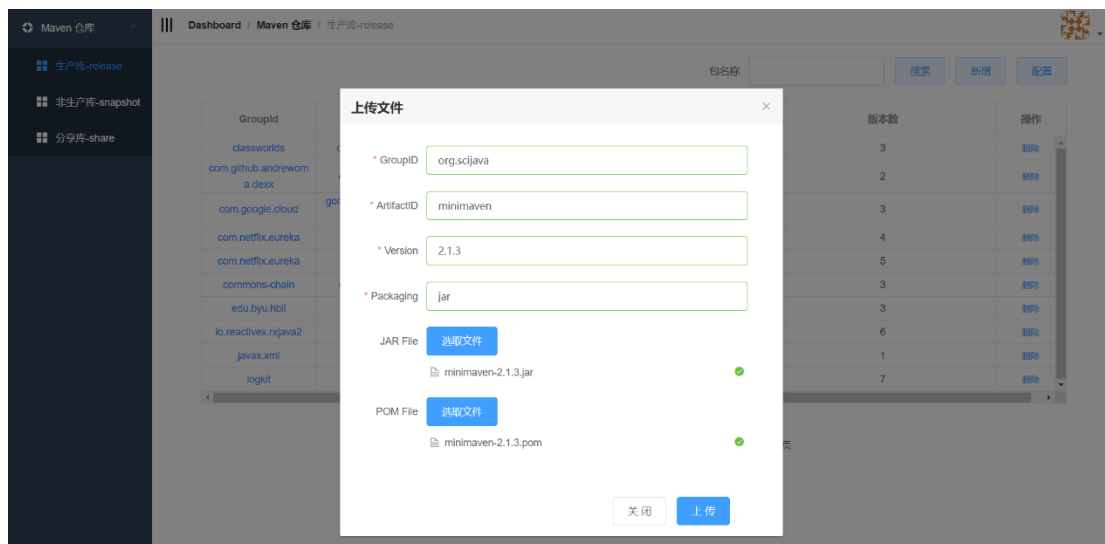 Maven 仓库
Dashboard / Maven 仓库 / 生产库-release
生产库-release
非生产库-snapshot
分享库-share
包名称
搜索
新增
配置
GroupId
版本数
操作
classworlds
3
删除
com.github.andrewom
a.dexx
2
删除
com.google.cloud
goo
3
删除
com.netflix.eureka
4
删除
com.netflix.eureka
5
删除
commons-chain
3
删除
edu.byu.hbll
3
删除
io.reactivex.rxjava2
6
删除
javax.xml
1
删除
logkit
7
删除
页
上传文件
* GroupID
org.scijava
* ArtifactID
minimaven
* Version
2.1.3
* Packaging
jar
JAR File
选取文件
minimaven-2.1.3.jar
POM File
选取文件
minimaven-2.1.3.pom
关 闭
上 传